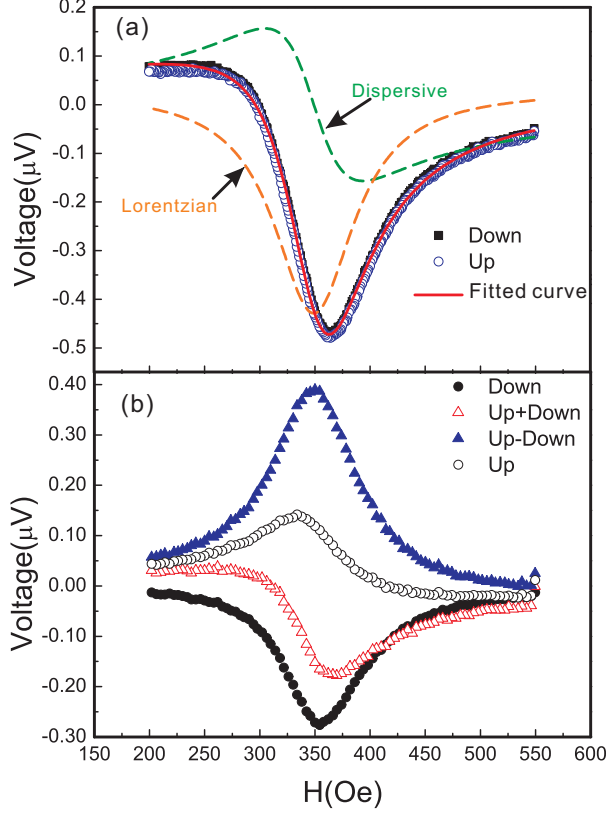 (a)
0.2
0.1
0.0
-0.1
-0.2
-0.3
-0.4
-0.5
Voltage(μV)
Dispersive
Lorentzian
Down
Up
Fitted curve
(b)
0.40
0.30
0.20
0.10
0.00
-0.10
-0.20
-0.30
Voltage(μV)
Down
Up+Down
Up-Down
Up
150 200 250 300 350 400 450 500 550 600
H(Oe)